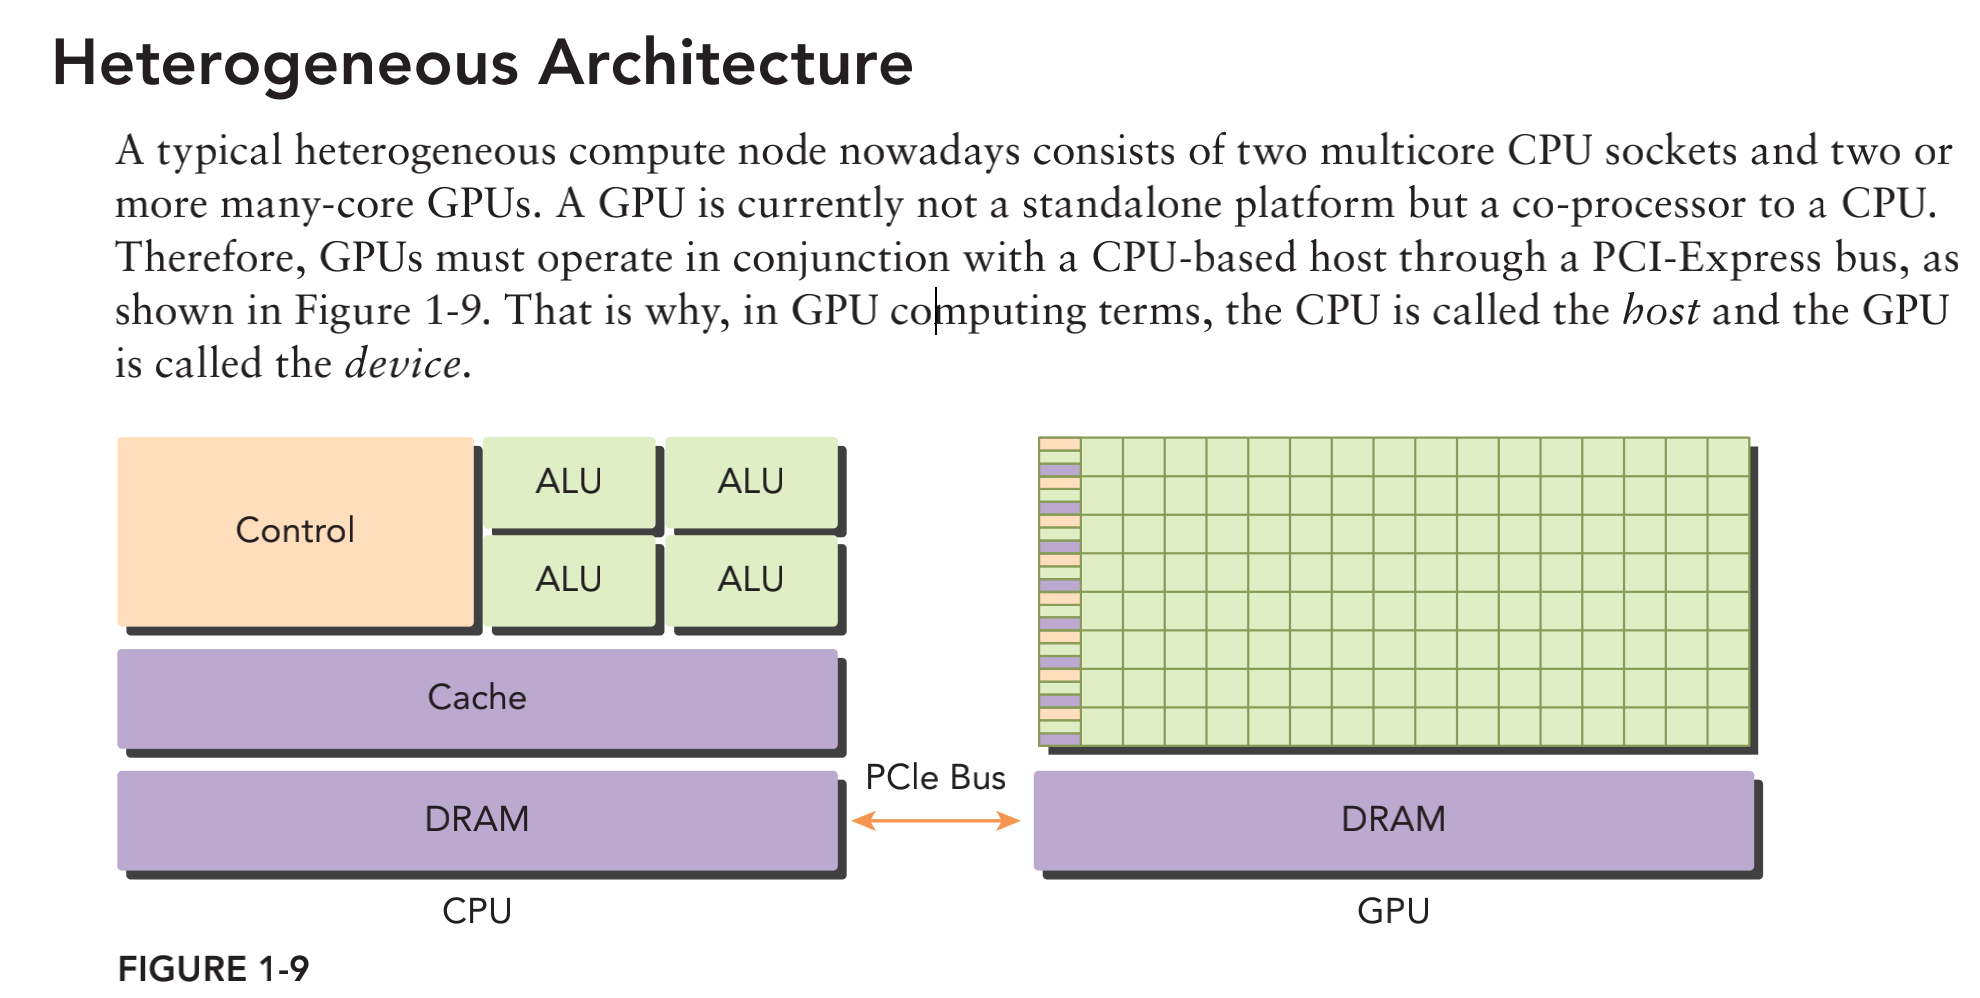 Heterogeneous Architecture
A typical heterogeneous compute node nowadays consists of two multicore CPU sockets and two or
more many-core GPUs. A GPU is currently not a standalone platform but a co-processor to a CPU.
Therefore, GPUs must operate in conjunction with a CPU-based host through a PCI-Express bus, as
shown in Figure 1-9. That is why, in GPU computing terms, the CPU is called the host and the GPU
is called the device.
Control
ALU
ALU
ALU
ALU
Cache
DRAM
CPU
PCIe Bus
DRAM
GPU
FIGURE 1-9